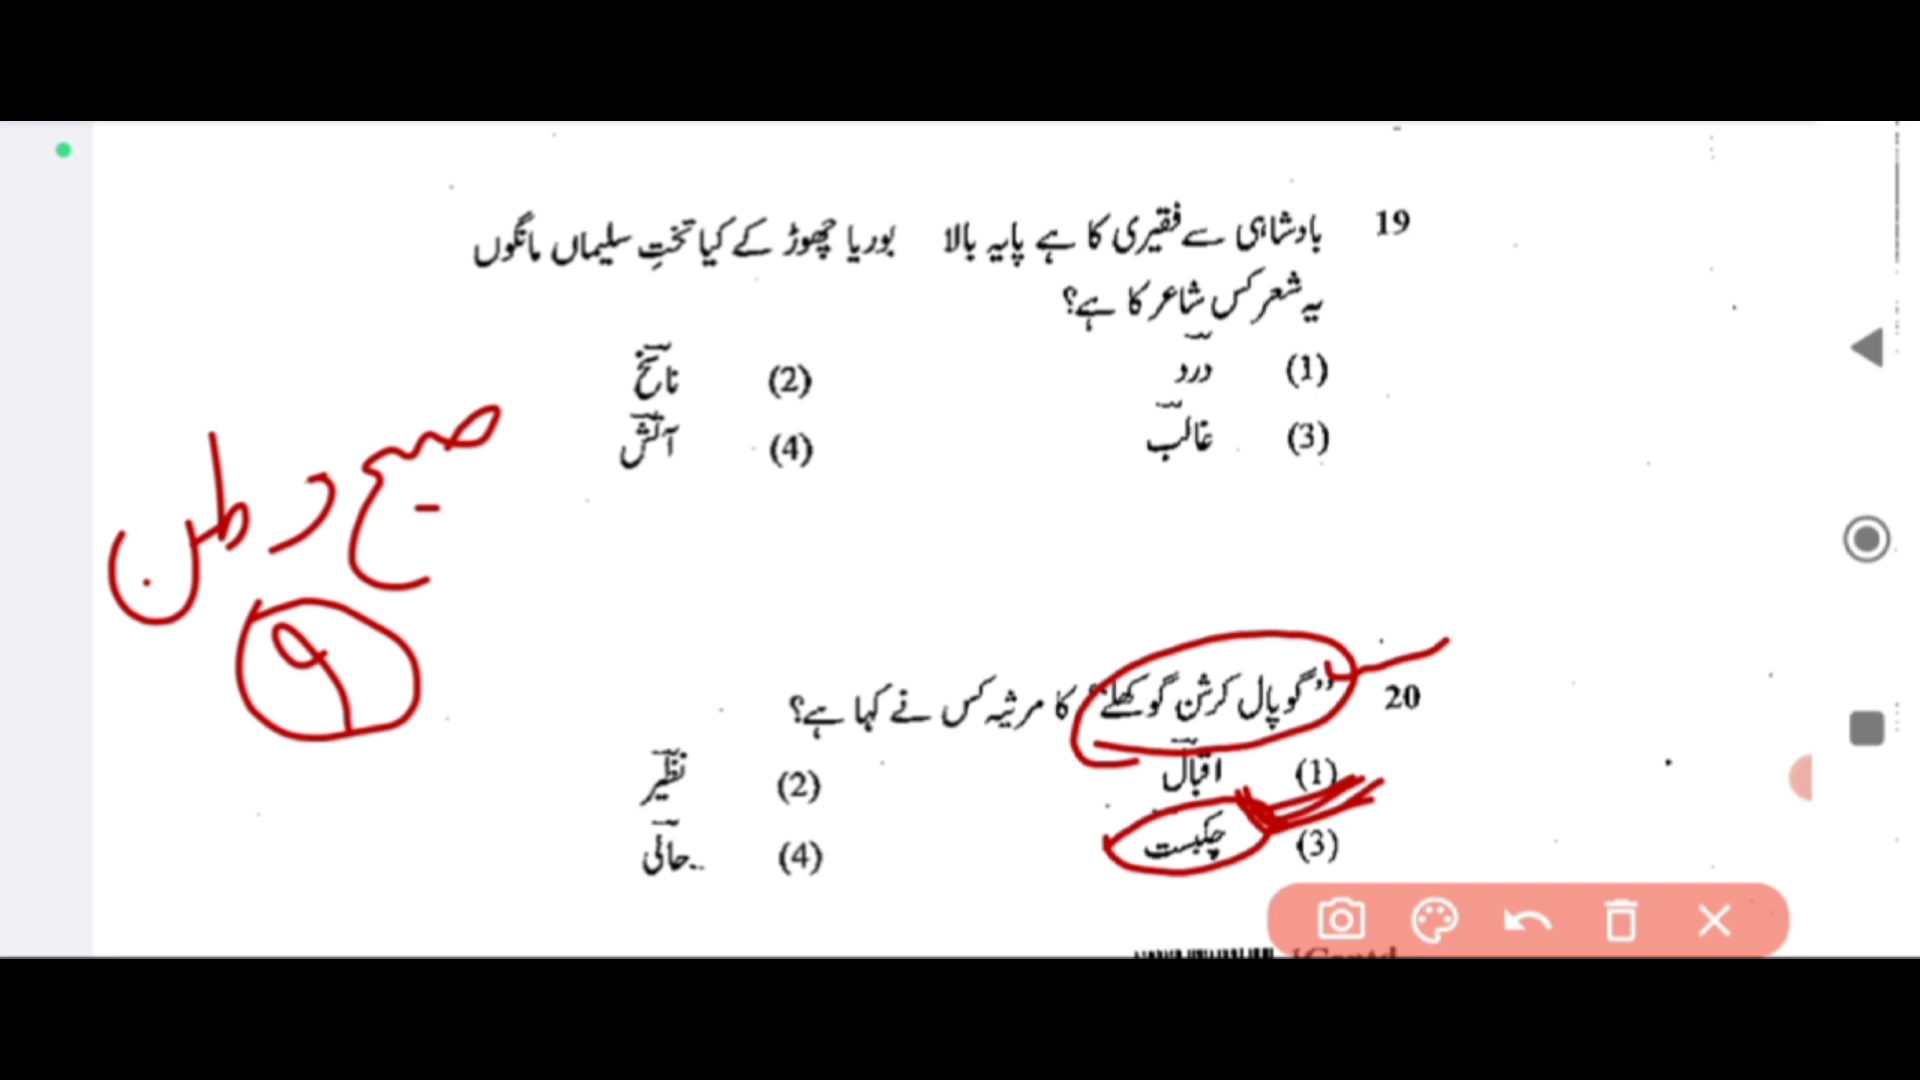 19 بادشاہی سے فقیری کا ہے پایہ بالا بوریا چھوڑ کے کیا تختِ سلیماں مانگوں
یہ شعر کس شاعر کا ہے؟
(1) درد (2) ناسخ
(3) غالب (4) آتش
صبح وطن
20 ”گوپال کرشن گوکھلے“ کا مرثیہ کس نے کہا ہے؟
(1) اقبال (2) نظیر
(3) چکبست (4) حالی
[Contd